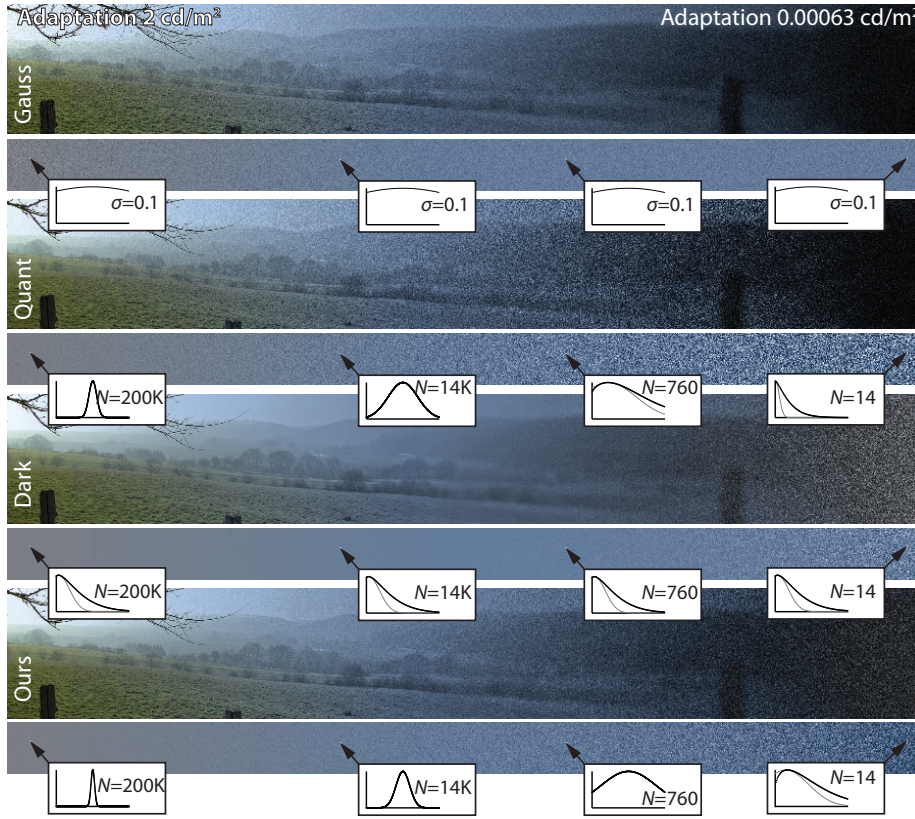 Adaptation 2 cd/m²
Adaptation 0.00063 cd/m²
Gauss
σ=0.1
σ=0.1
σ=0.1
σ=0.1
Quant
N=200K
N=14K
N=760
N=14
Dark
N=200K
N=14K
N=760
N=14
Ours
N=200K
N=14K
N=760
N=14